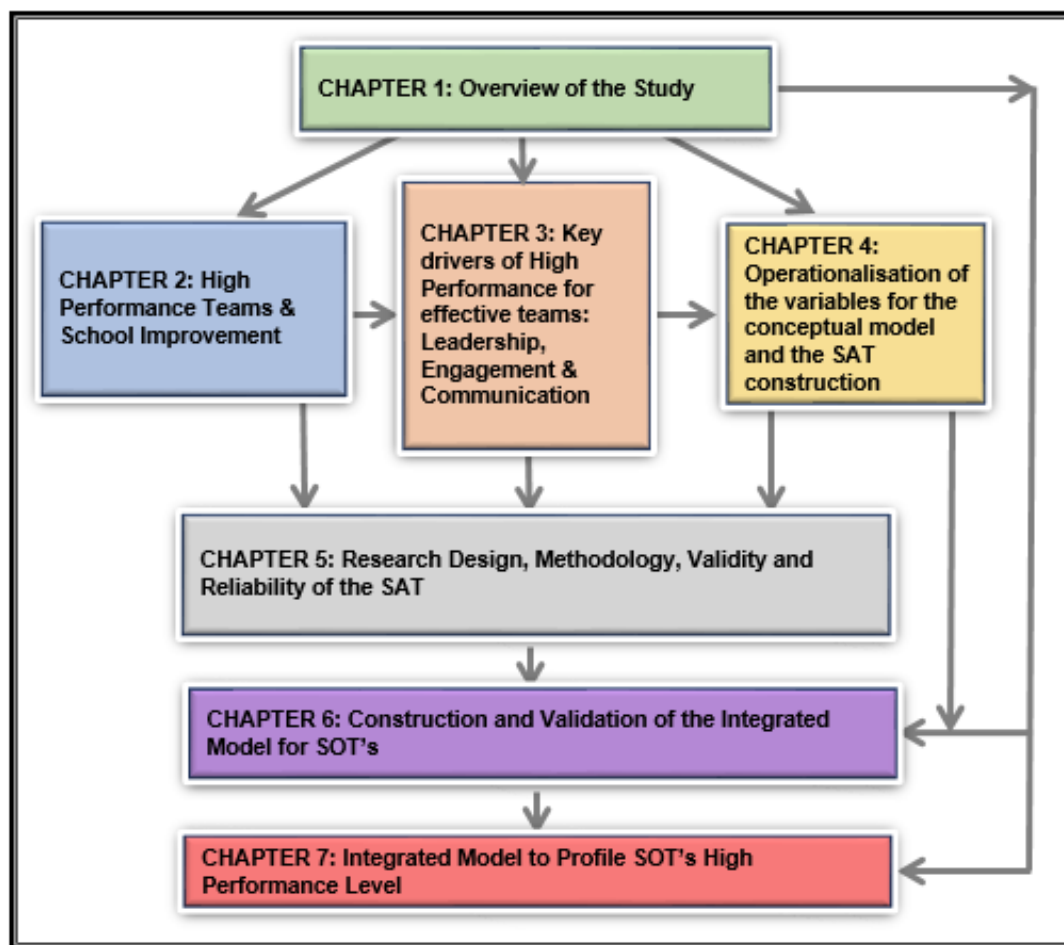 CHAPTER 1: Overview of the Study
CHAPTER 2: High
Performance Teams &
School Improvement
CHAPTER 3: Key
drivers of High
Performance for
effective teams:
Leadership,
Engagement &
Communication
CHAPTER 4:
Operationalisation of
the variables for the
conceptual model
and the SAT
construction
CHAPTER 5: Research Design, Methodology, Validity and
Reliability of the SAT
CHAPTER 6: Construction and Validation of the Integrated
Model for SOT's
CHAPTER 7: Integrated Model to Profile SOT's High
Performance Level